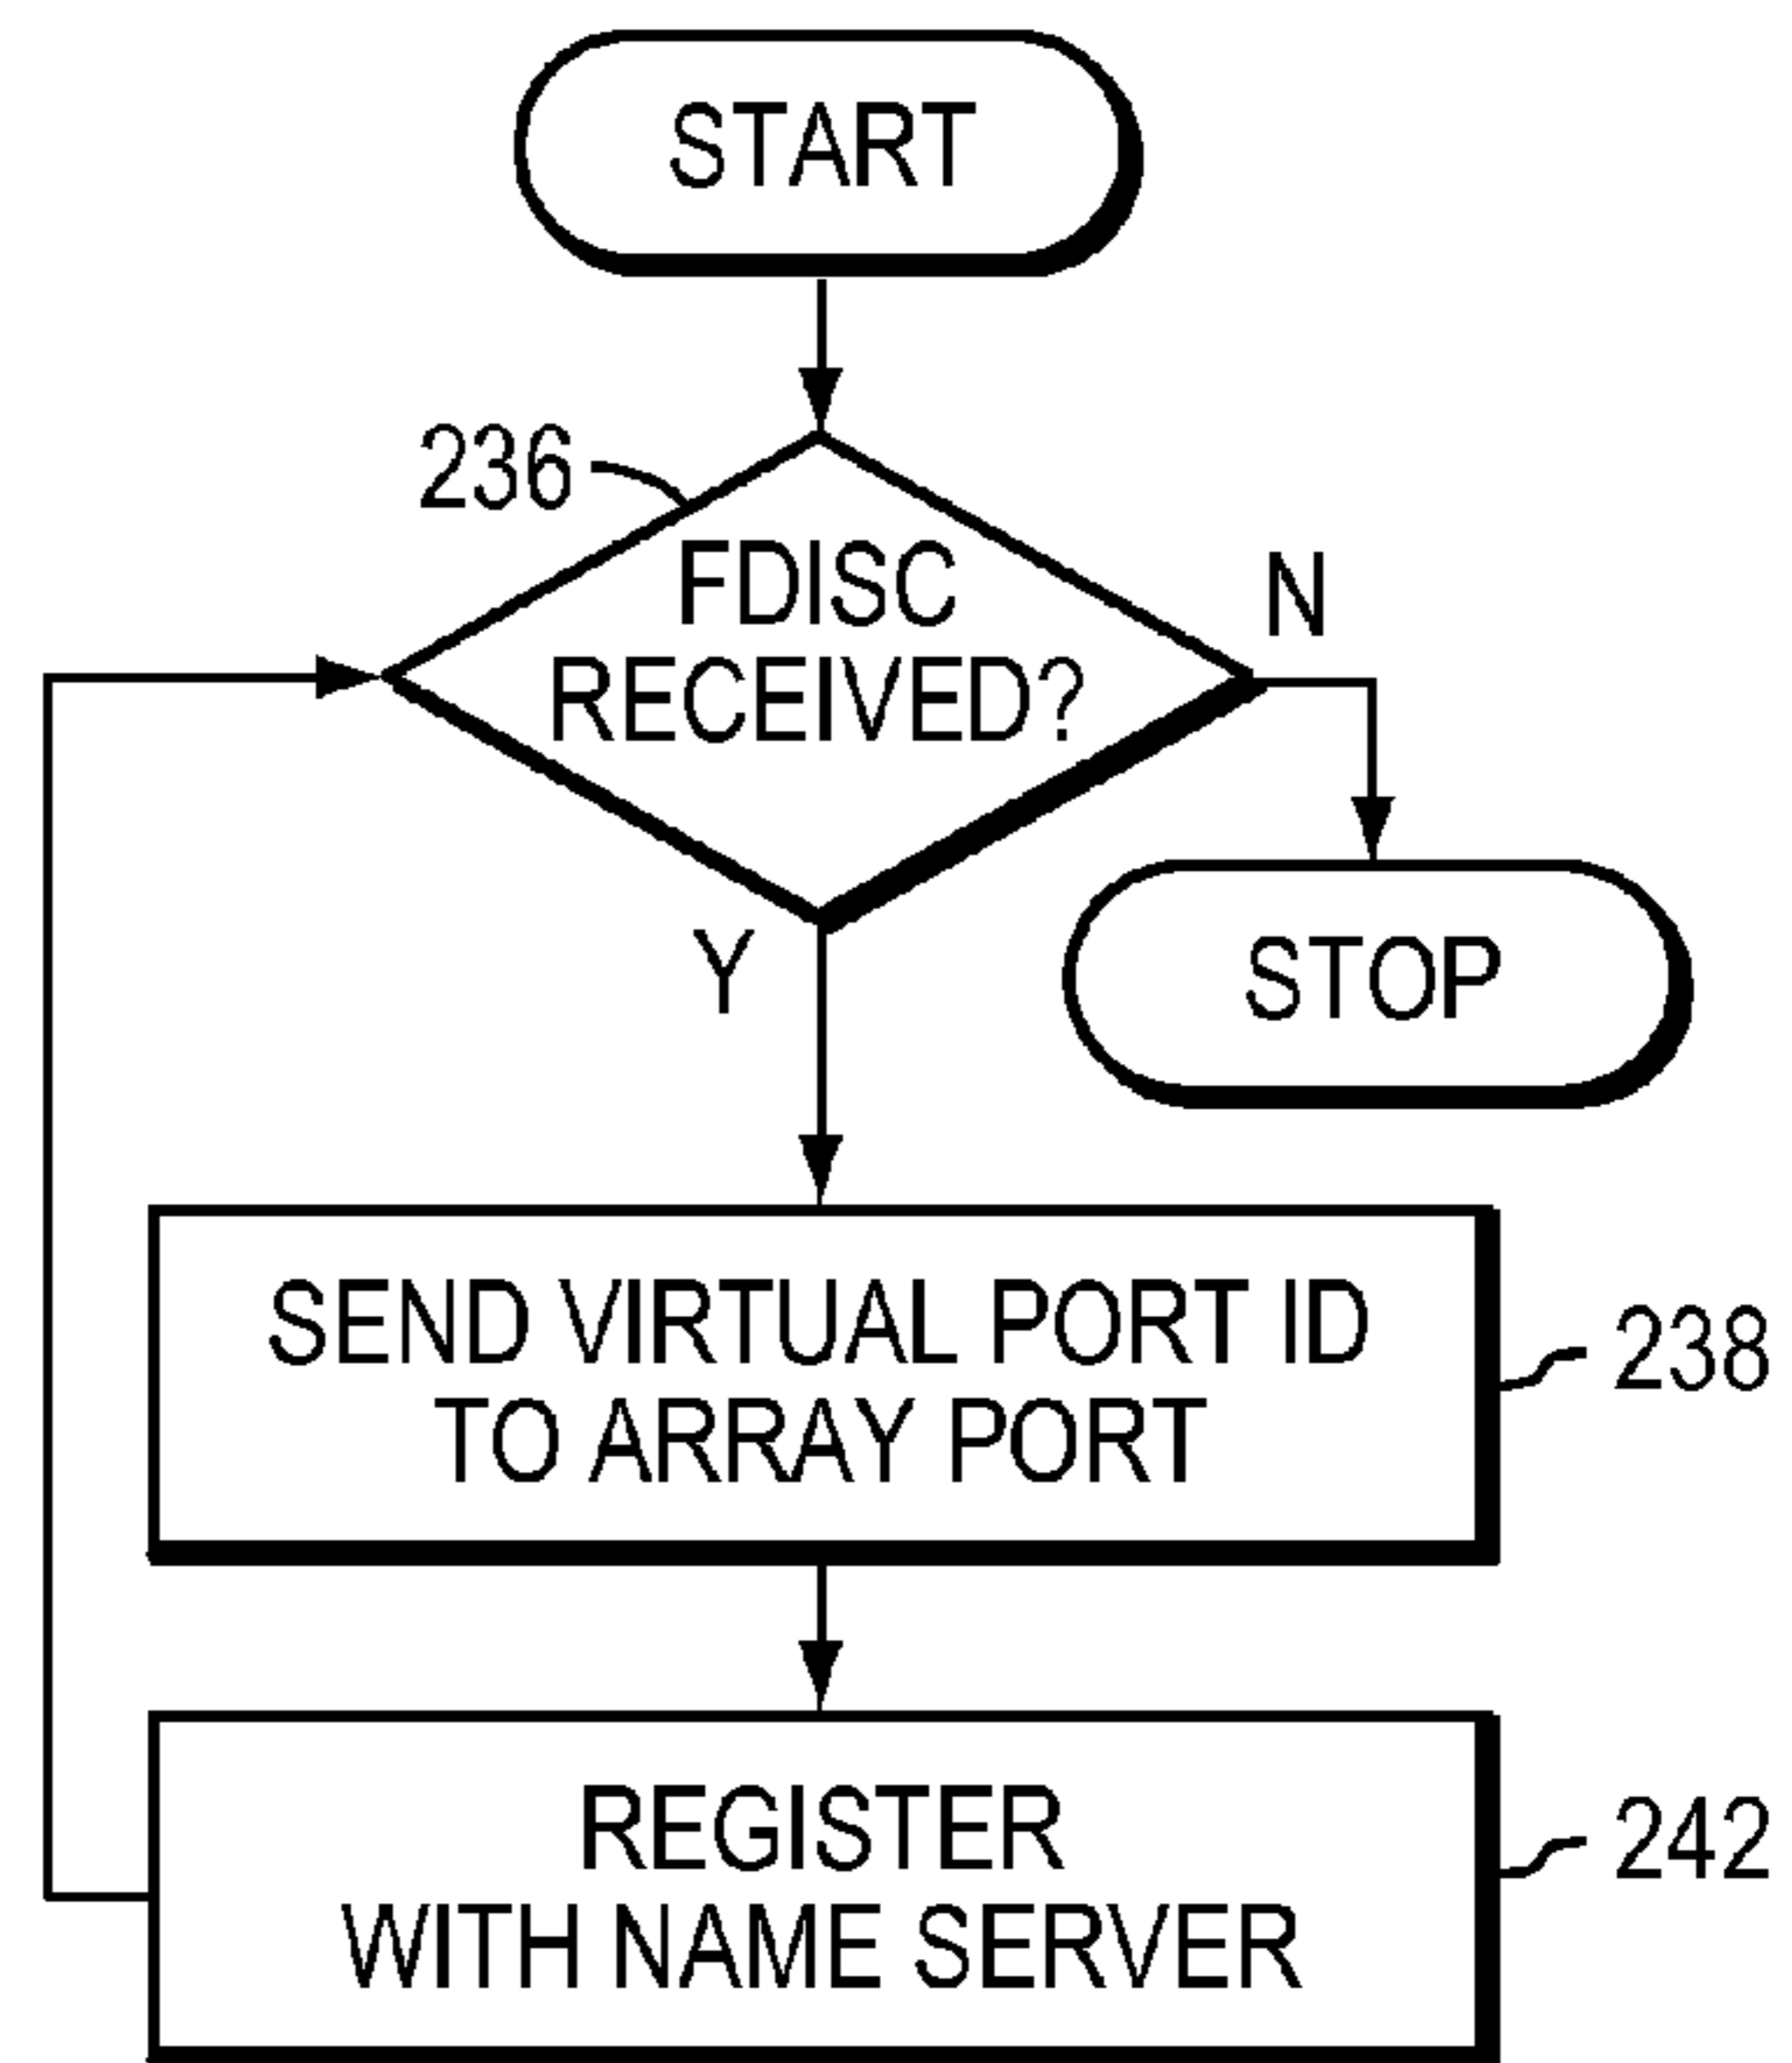 START
236
FDISC
RECEIVED?
N
Y
STOP
SEND VIRTUAL PORT ID
TO ARRAY PORT
238
REGISTER
WITH NAME SERVER
242